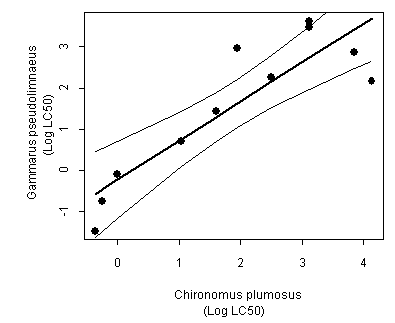 Gammarus pseudolimnaeus
(Log LC50)
3
2
1
0
-1
0 1 2 3 4
Chironomus plumosus
(Log LC50)